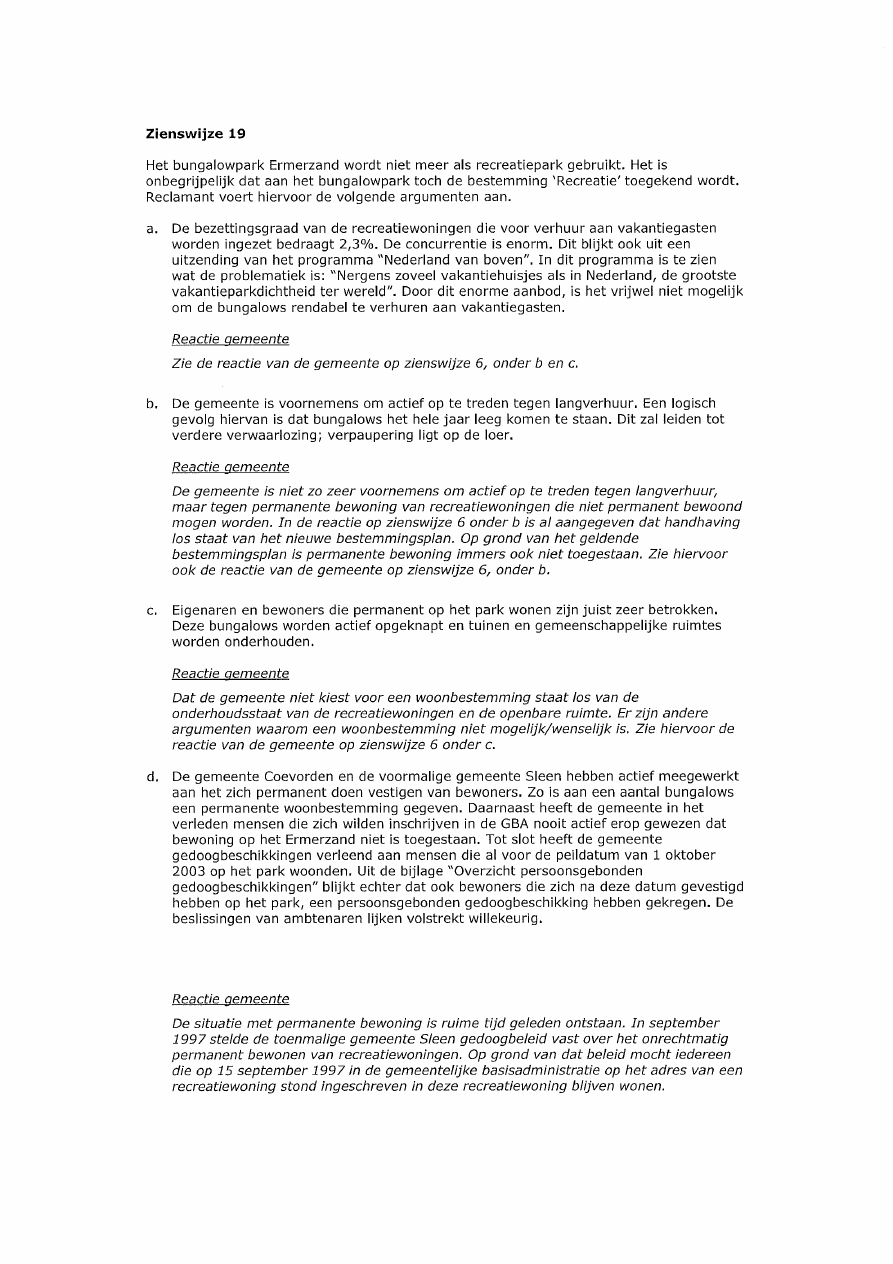 Zienswijze 19
Het bungalowpark Ermerzand wordt niet meer als recreatiepark gebruikt. Het is
onbegrijpelijk dat aan het bungalowpark toch de bestemming 'Recreatie' toegekend wordt.
Reclamant voert hiervoor de volgende argumenten aan.
a. De bezettingsgraad van de recreatiewoningen die voor verhuur aan vakantiegasten
worden ingezet bedraagt 2,3%. De concurrentie is enorm. Dit blijkt ook uit een
uitzending van het programma "Nederland van boven". In dit programma is te zien
wat de problematiek is: "Nergens zoveel vakantiehuisjes als in Nederland, de grootste
vakantieparkdichtheid ter wereld". Door dit enorme aanbod, is het vrijwel niet mogelijk
om de bungalows rendabel te verhuren aan vakantiegasten.
Reactie gemeente
Zie de reactie van de gemeente op zienswijze 6, onder b en c.
b. De gemeente is voornemens om actief op te treden tegen langverhuur. Een logisch
gevolg hiervan is dat bungalows het hele jaar leeg komen te staan. Dit zal leiden tot
verdere verwaarlozing; verpaupering ligt op de loer.
Reactie gemeente
De gemeente is niet zo zeer voornemens om actief op te treden tegen langverhuur,
maar tegen permanente bewoning van recreatiewoningen die niet permanent bewoond
mogen worden. In de reactie op zienswijze 6 onder b is al aangegeven dat handhaving
los staat van het nieuwe bestemmingsplan. Op grond van het geldende
bestemmingsplan is permanente bewoning immers ook niet toegestaan. Zie hiervoor
ook de reactie van de gemeente op zienswijze 6, onder b.
c. Eigenaren en bewoners die permanent op het park wonen zijn juist zeer betrokken.
Deze bungalows worden actief opgeknapt en tuinen en gemeenschappelijke ruimtes
worden onderhouden.
Reactie gemeente
Dat de gemeente niet kiest voor een woonbestemming staat los van de
onderhoudsstaat van de recreatiewoningen en de openbare ruimte. Er zijn andere
argumenten waarom een woonbestemming niet mogelijk/wenselijk is. Zie hiervoor de
reactie van de gemeente op zienswijze 6 onder c.
d. De gemeente Coevorden en de voormalige gemeente Sleen hebben actief meegewerkt
aan het zich permanent doen vestigen van bewoners. Zo is aan een aantal bungalows
een permanente woonbestemming gegeven. Daarnaast heeft de gemeente in het
verleden mensen die zich wilden inschrijven in de GBA nooit actief erop gewezen dat
bewoning op het Ermerzand niet is toegestaan. Tot slot heeft de gemeente
gedoogbeschikkingen verleend aan mensen die al voor de peildatum van 1 oktober
2003 op het park woonden. Uit de bijlage "Overzicht persoonsgebonden
gedoogbeschikkingen" blijkt echter dat ook bewoners die zich na deze datum gevestigd
hebben op het park, een persoonsgebonden gedoogbeschikking hebben gekregen. De
beslissingen van ambtenaren lijken volstrekt willekeurig.
Reactie gemeente
De situatie met permanente bewoning is ruime tijd geleden ontstaan. In september
1997 stelde de toenmalige gemeente Sleen gedoogbeleid vast over het onrechtmatig
permanent bewonen van recreatiewoningen. Op grond van dat beleid mocht iedereen
die op 15 september 1997 in de gemeentelijke basisadministratie op het adres van een
recreatiewoning stond ingeschreven in deze recreatiewoning blijven wonen.